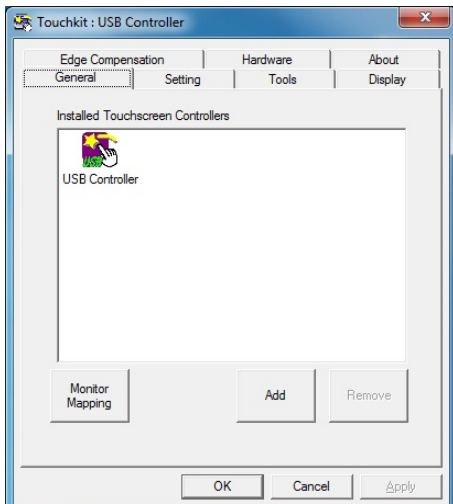 Touchkit : USB Controller
Edge Compensation Hardware About
General Setting Tools Display
Installed Touchscreen Controllers
USB
USB Controller
Monitor
Mapping
Add Remove
OK Cancel Apply